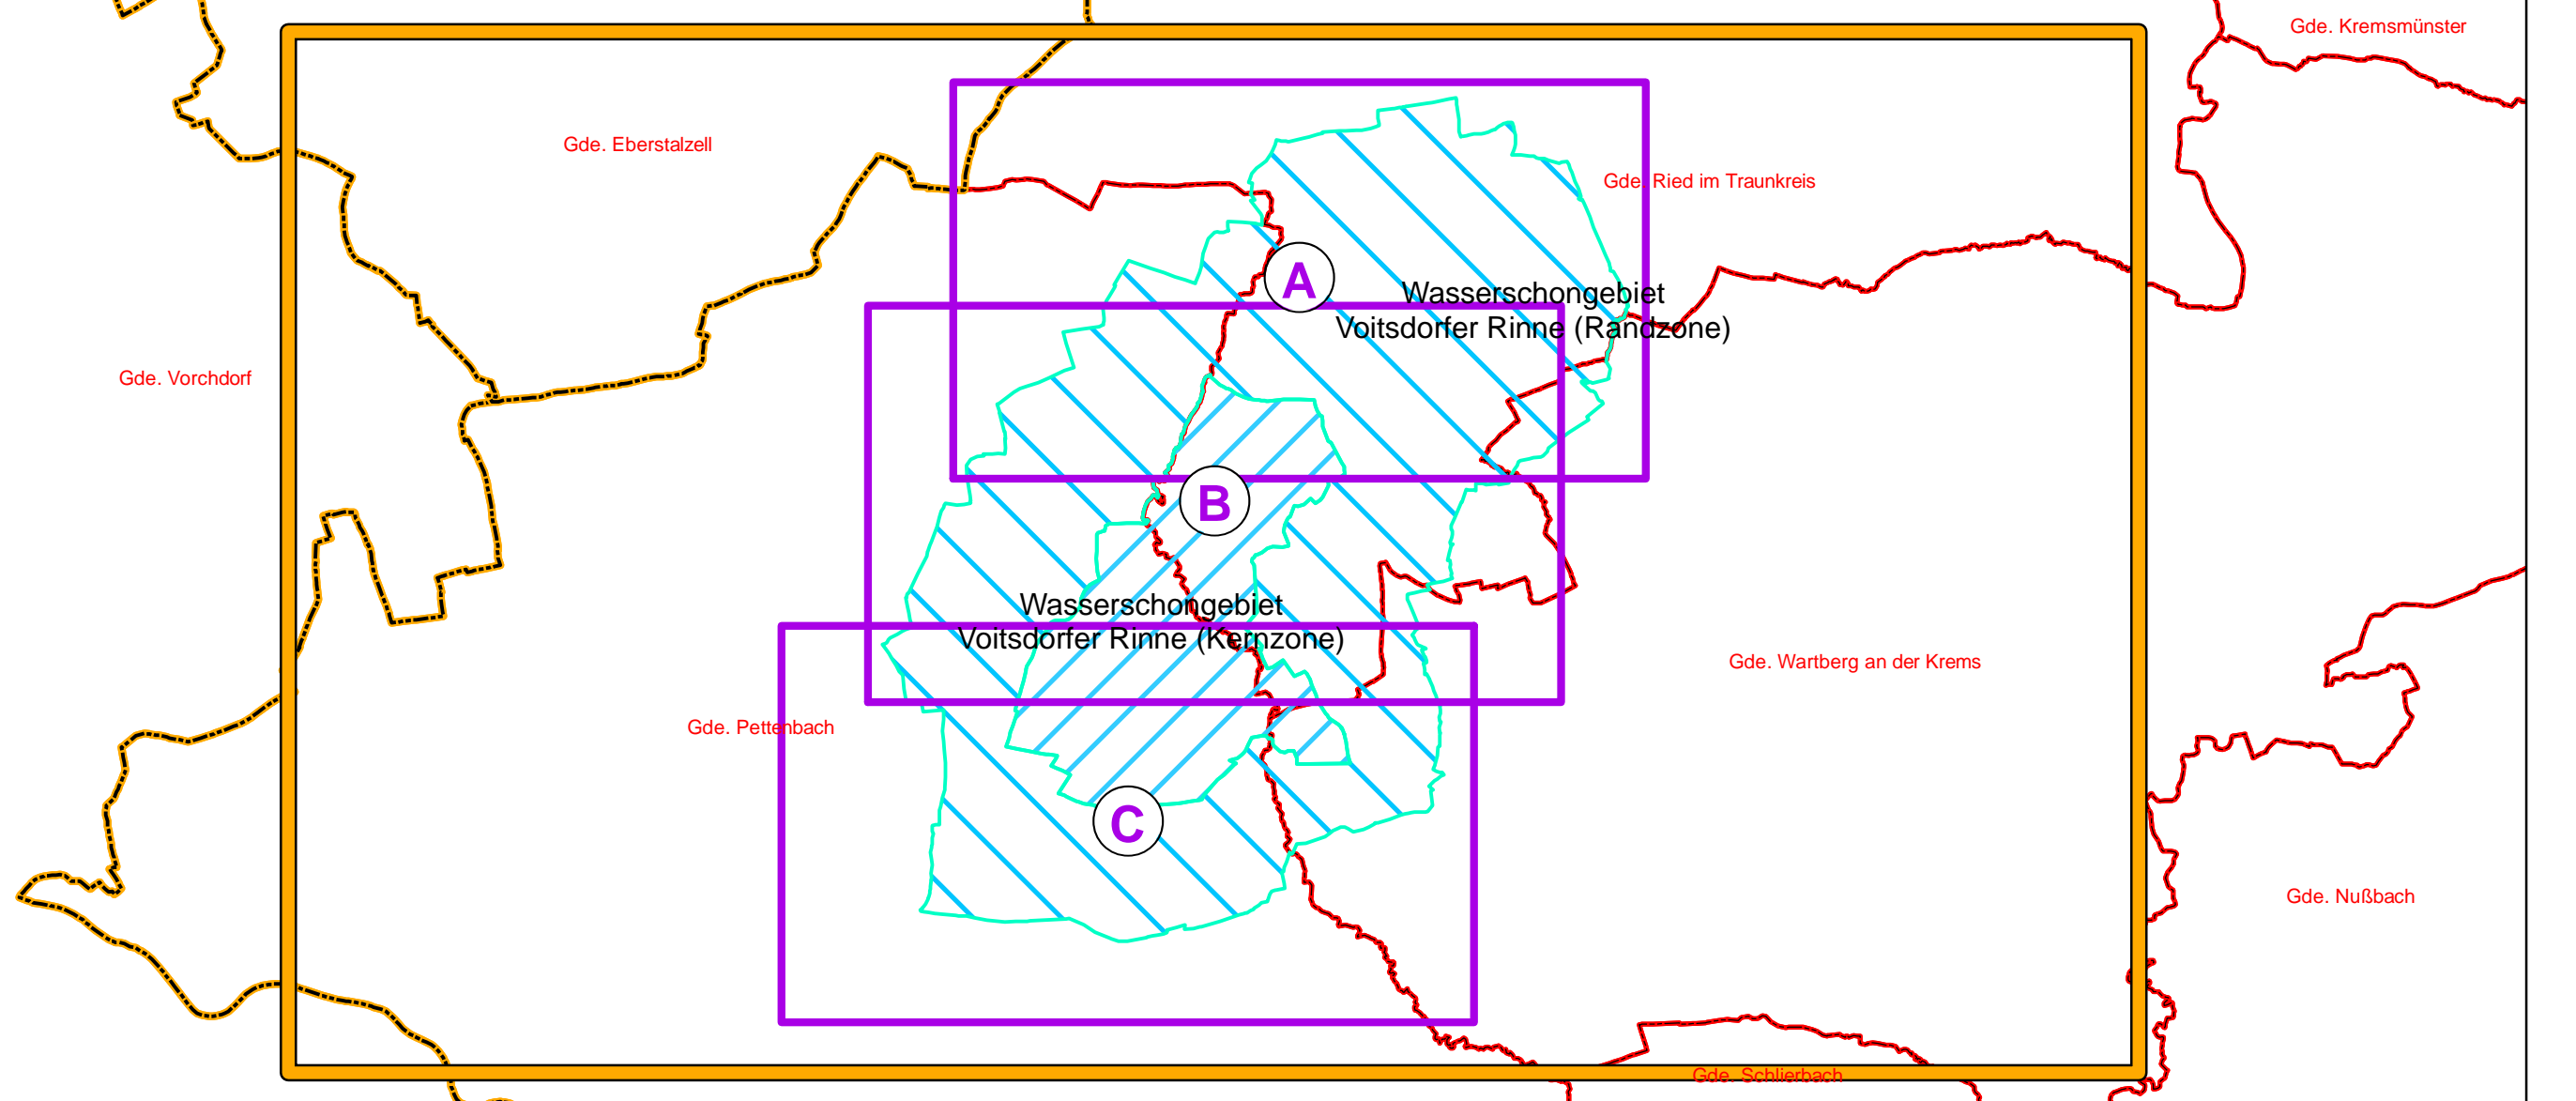 Gde. Kremsmünster
Gde. Eberstalzell
Gde. Ried im Traunkreis
A
Wasserschongebiet
Voitsdorfer Rinne (Randzone)
Gde. Vorchdorf
B
Wasserschongebiet
Voitsdorfer Rinne (Kernzone)
Gde. Wartberg an der Krems
Gde. Pettenbach
C
Gde. Nußbach
Gde. Schlierbach